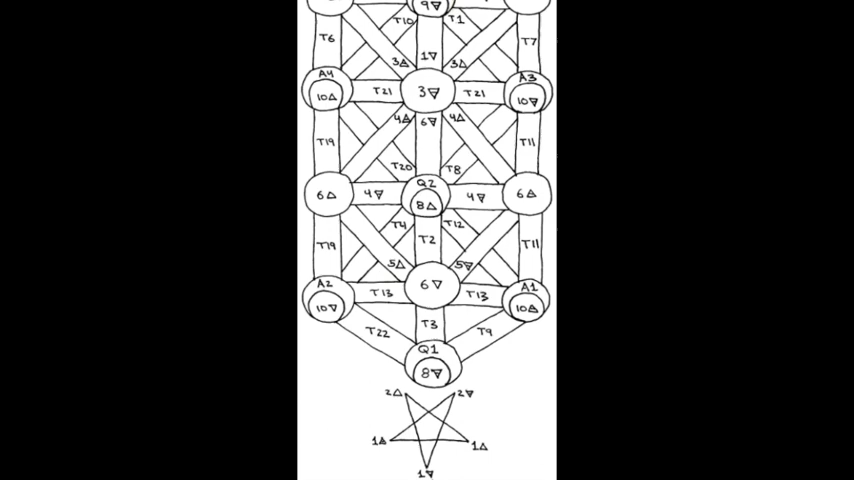 9🜃
T10 T1
T6 T7
3🜁 1🜃 3🜁
A4 A3
10△ T21 3🜃 T21 10🜃
4🜁 6🜃 4△
T19 T11
T20 T8
Q2
6△ 4🜃 8△ 4🜃 6△
T4 T12
T19 T2 T11
5△ 5🜃
A2 6▽ A1
T13 T13
10▽ 10🜁
T22 T3 T9
Q1
8🜃
2△ 2🜃
1🜁 1△
1🜃